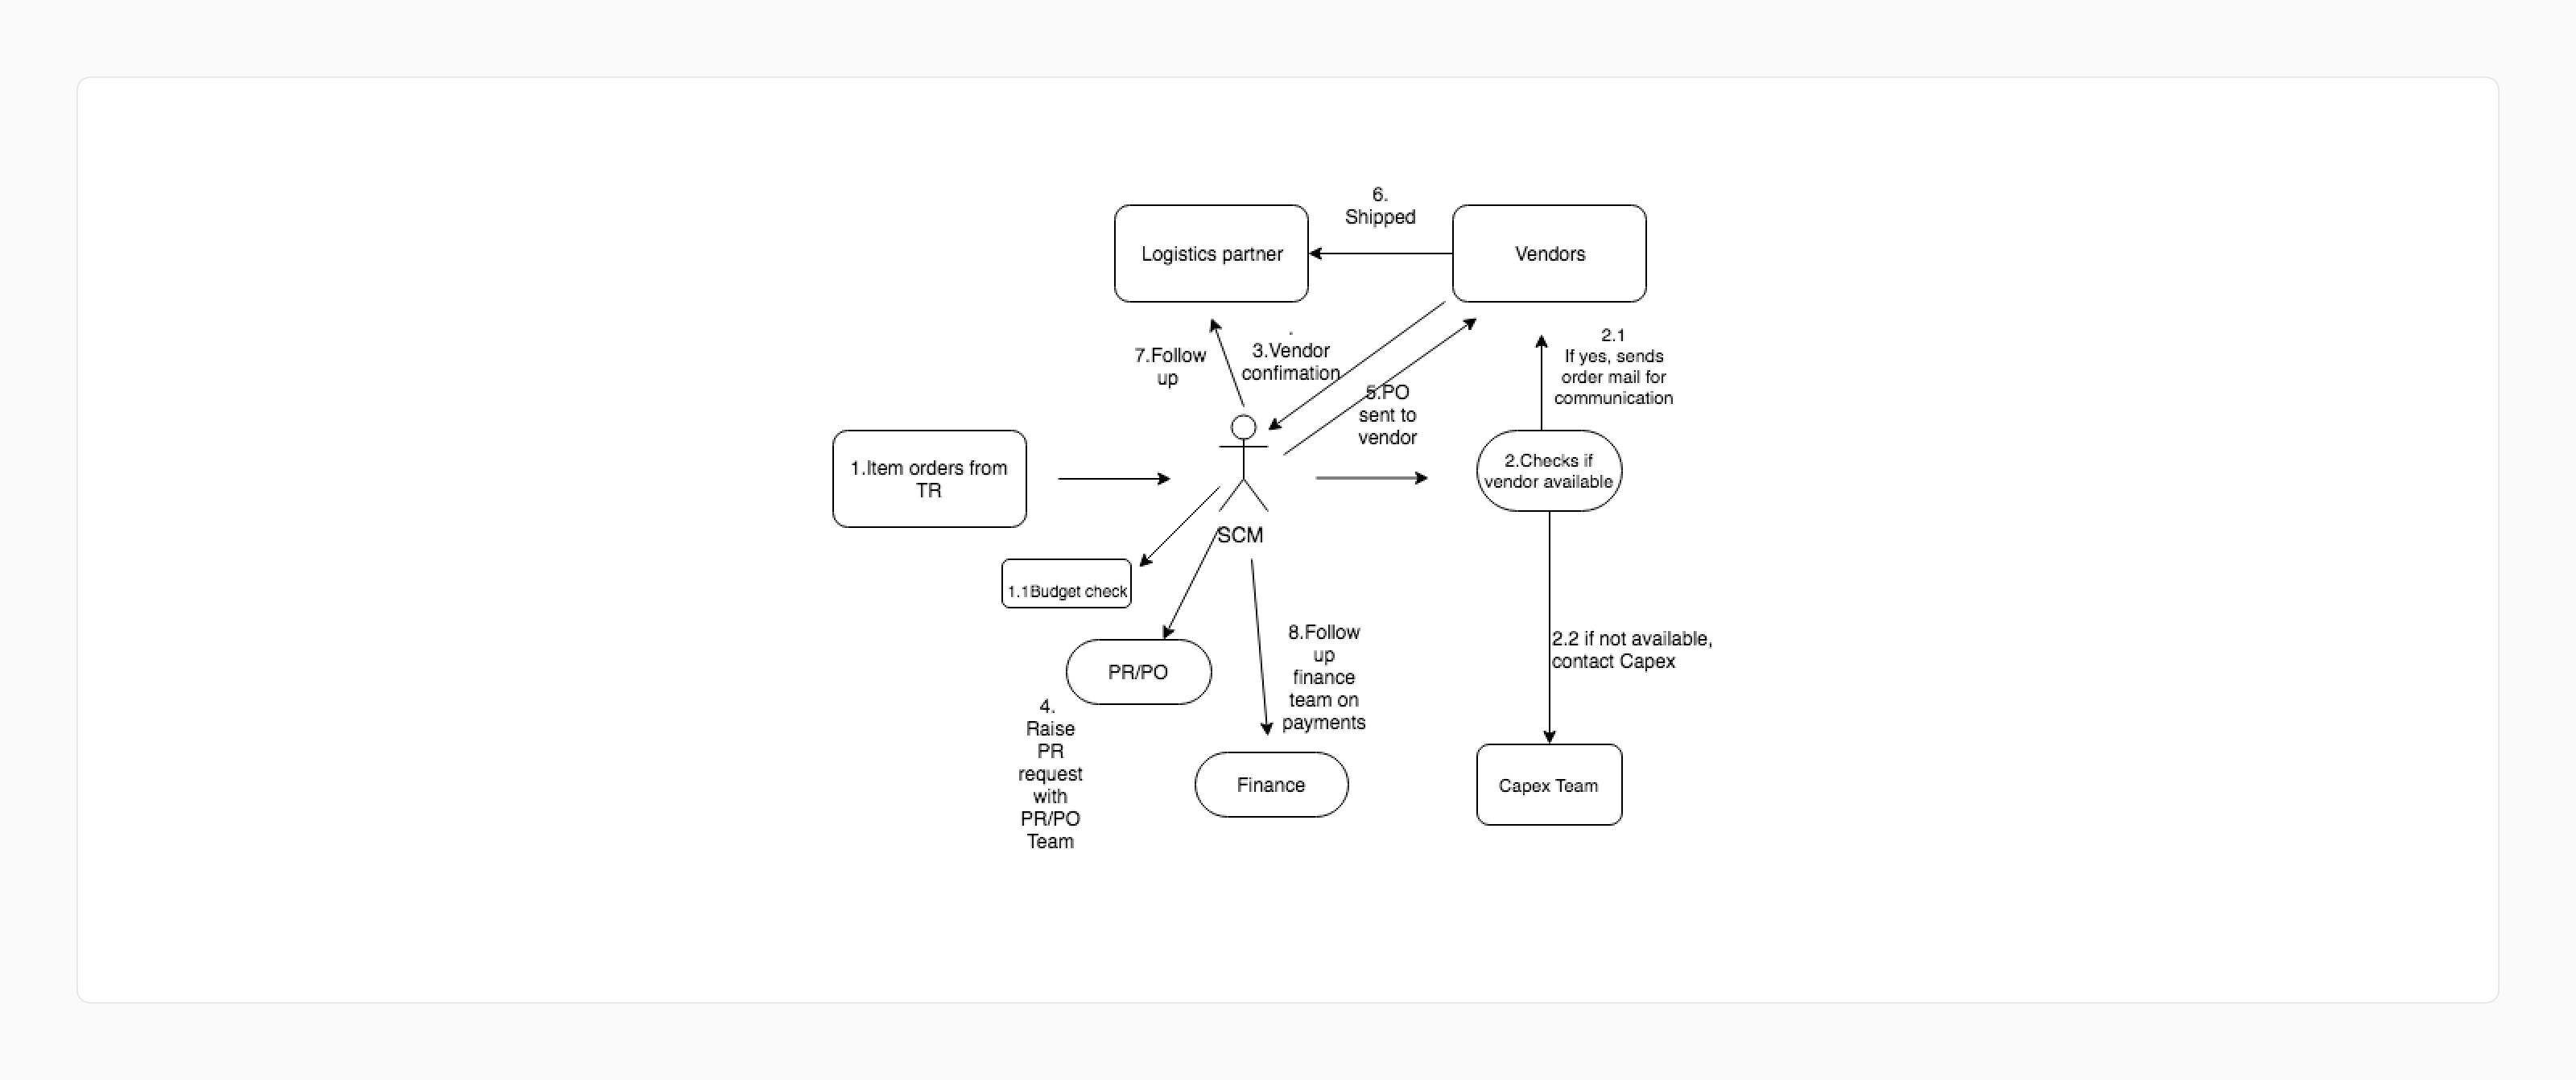 6.
Shipped
Logistics partner
Vendors
7.Follow
up
.
3.Vendor
confimation
2.1
If yes, sends
order mail for
communication
5.PO
sent to
vendor
1.Item orders from
TR
2.Checks if
vendor available
SCM
1.1Budget check
PR/PO
8.Follow
up
finance
team on
payments
2.2 if not available,
contact Capex
4.
Raise
PR
request
with
PR/PO
Team
Finance
Capex Team